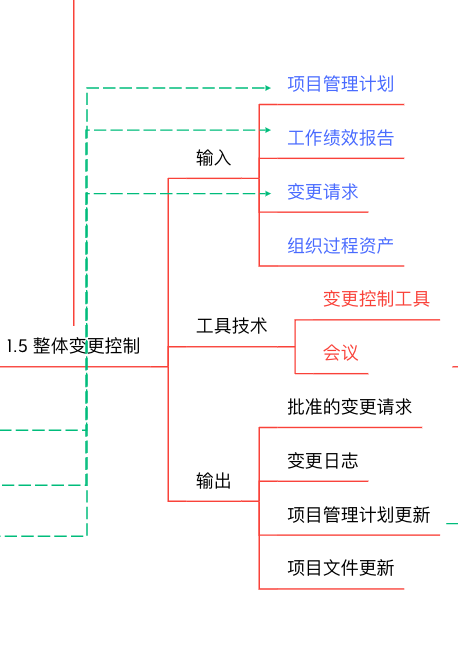 项目管理计划
工作绩效报告
输入
变更请求
组织过程资产
变更控制工具
工具技术
1.5 整体变更控制
会议
批准的变更请求
变更日志
输出
项目管理计划更新
项目文件更新